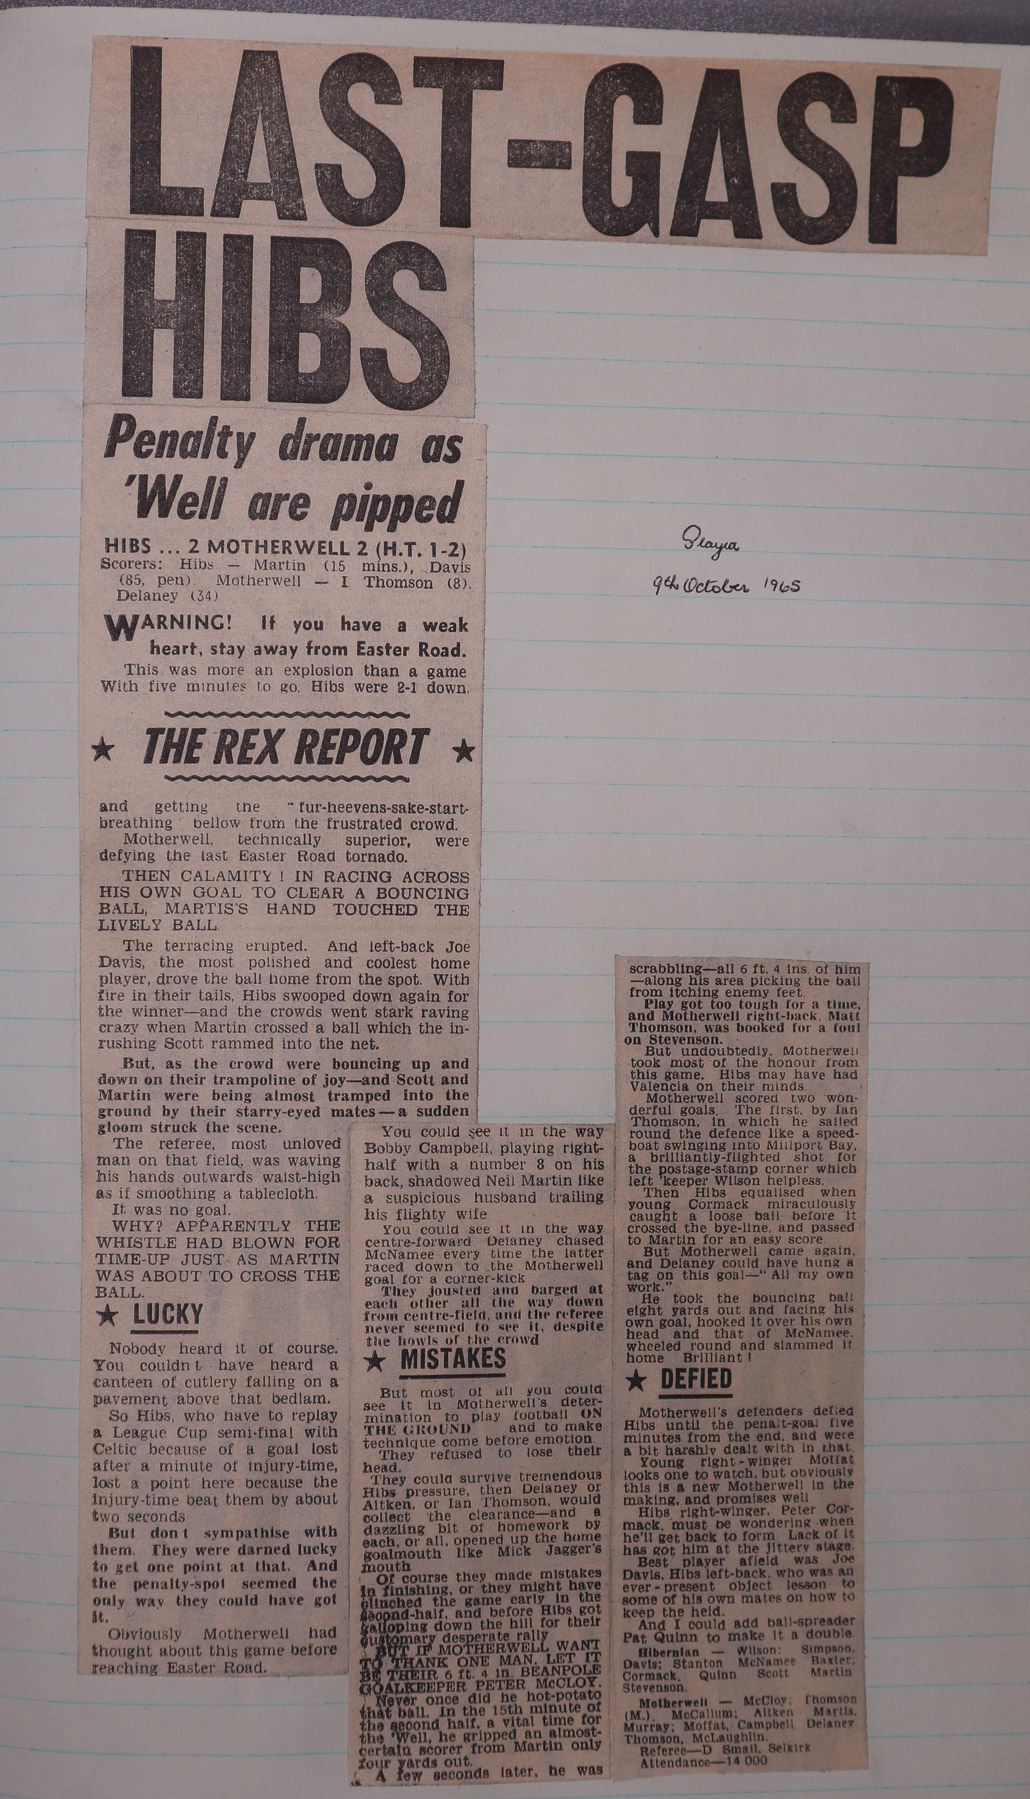 LAST-GASP
HIBS
Penalty drama as
'Well are pipped
HIBS ... 2 MOTHERWELL 2 (H.T. 1-2)
Scorers: Hibs — Martin (15 mins.), Davis
(85, pen). Motherwell — I. Thomson (8).
Delaney (34)
WARNING! If you have a weak
heart, stay away from Easter Road.
This was more an explosion than a game
With five minutes to go, Hibs were 2-1 down.
★ THE REX REPORT ★
and getting the "fur-heevens-sake-start-
breathing bellow from the frustrated crowd.
Motherwell, technically superior, were
defying the last Easter Road tornado.
THEN CALAMITY! IN RACING ACROSS
HIS OWN GOAL TO CLEAR A BOUNCING
BALL, MARTIS'S HAND TOUCHED THE
LIVELY BALL.
The terracing erupted. And left-back Joe
Davis, the most polished and coolest home
player, drove the ball home from the spot. With
fire in their tails, Hibs swooped down again for
the winner—and the crowds went stark raving
crazy when Martin crossed a ball which the in-
rushing Scott rammed into the net.
But, as the crowd were bouncing up and
down on their trampoline of joy—and Scott and
Martin were being almost tramped into the
ground by their starry-eyed mates—a sudden
gloom struck the scene.
The referee, most unloved
man on that field, was waving
his hands outwards waist-high
as if smoothing a tablecloth.
It was no goal.
WHY? APPARENTLY THE
WHISTLE HAD BLOWN FOR
TIME-UP JUST AS MARTIN
WAS ABOUT TO CROSS THE
BALL.
★ LUCKY
Nobody heard it of course.
You couldn t have heard a
canteen of cutlery falling on a
pavement above that bedlam.
So Hibs, who have to replay
a League Cup semi-final with
Celtic because of a goal lost
after a minute of injury-time,
lost a point here because the
injury-time beat them by about
two seconds
But don t sympathise with
them. They were darned lucky
to get one point at that. And
the penalty-spot seemed the
only way they could have got
it.
Obviously Motherwell had
thought about this game before
reaching Easter Road.
You could see it in the way
Bobby Campbell, playing right-
half with a number 8 on his
back, shadowed Neil Martin like
a suspicious husband trailing
his flighty wife
You could see it in the way
centre-forward Delaney chased
McNamee every time the latter
raced down to the Motherwell
goal for a corner-kick
They jousted and barged at
each other all the way down
from centre-field, and the referee
never seemed to see it, despite
the howls of the crowd
★ MISTAKES
But most of all you could
see it in Motherwell's deter-
mination to play football ON
THE GROUND and to make
technique come before emotion.
They refused to lose their
head.
They could survive tremendous
Hibs pressure, then Delaney or
Aitken, or Ian Thomson, would
collect the clearance—and a
dazzling bit of homework by
each, or all, opened up the home
goalmouth like Mick Jagger's
mouth
Of course they made mistakes
in finishing, or they might have
clinched the game early in the
second-half, and before Hibs got
galloping down the hill for their
customary desperate rally
BUT IF MOTHERWELL WANT
TO THANK ONE MAN, LET IT
BE THEIR 6 ft. 4 in. BEANPOLE
GOALKEEPER PETER McCLOY.
Never once did he hot-potato
that ball. In the 15th minute of
the second half, a vital time for
the 'Well, he gripped an almost-
certain scorer from Martin only
four yards out.
A few seconds later, he was
scrabbling—all 6 ft. 4 ins. of him
—along his area picking the ball
from itching enemy feet.
Play got too tough for a time,
and Motherwell right-back, Matt
Thomson, was booked for a foul
on Stevenson.
But undoubtedly, Motherwell
took most of the honour from
this game. Hibs may have had
Valencia on their minds.
Motherwell scored two won-
derful goals. The first, by Ian
Thomson, in which he sailed
round the defence like a speed-
boat swinging into Millport Bay,
a brilliantly-flighted shot for
the postage-stamp corner which
left 'keeper Wilson helpless.
Then Hibs equalised when
young Cormack miraculously
caught a loose ball before it
crossed the bye-line, and passed
to Martin for an easy score
But Motherwell came again,
and Delaney could have hung a
tag on this goal—"All my own
work."
He took the bouncing ball
eight yards out and facing his
own goal, hooked it over his own
head and that of McNamee,
wheeled round and slammed it
home Brilliant!
★ DEFIED
Motherwell's defenders defied
Hibs until the penalt-goal five
minutes from the end, and were
a bit harshly dealt with in that.
Young right-winger Moffat
looks one to watch, but obviously
this is a new Motherwell in the
making, and promises well
Hibs right-winger, Peter Cor-
mack, must be wondering when
he'll get back to form. Lack of it
has got him at the jittery stage.
Best player afield was Joe
Davis, Hibs left-back, who was an
ever-present object lesson to
some of his own mates on how to
keep the heid.
And I could add ball-spreader
Pat Quinn to make it a double.
Hibernian — Wilson: Simpson,
Davis; Stanton McNamee Baxter;
Cormack, Quinn Scott Martin
Stevenson.
Motherwell — McCloy; Thomson
(M.), McCallum; Aitken Martis,
Murray; Moffat, Campbell Delaney
Thomson, McLaughlin.
Referee—D Small, Selkirk
Attendance—14 000
9th October 1965